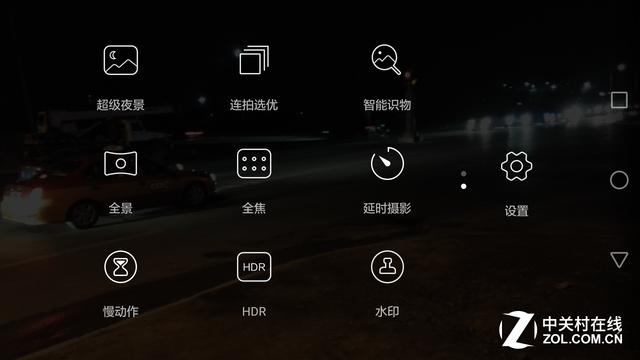 超级夜景
连拍选优
智能识物
全景
全焦
延时摄影
设置
慢动作
HDR
HDR
水印
中关村在线
ZOL.COM.CN